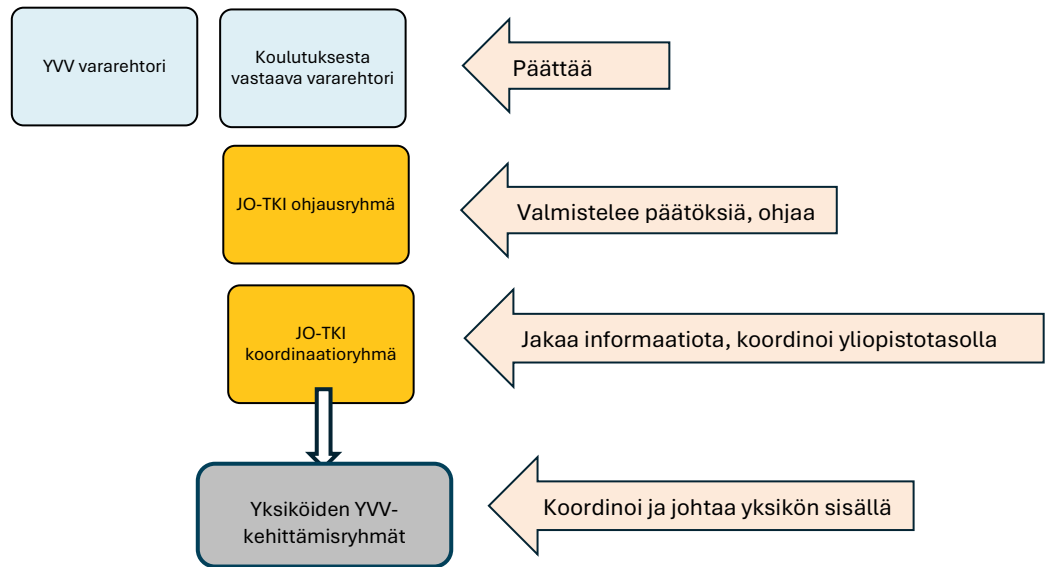 YVV vararehtori
Koulutuksesta
vastaava vararehtori
Päättää
JO-TKI ohjausryhmä
Valmistelee päätöksiä, ohjaa
JO-TKI
koordinaatioryhmä
Jakaa informaatiota, koordinoi yliopistotasolla
Yksiköiden YVV-
kehittämisryhmät
Koordinoi ja johtaa yksikön sisällä